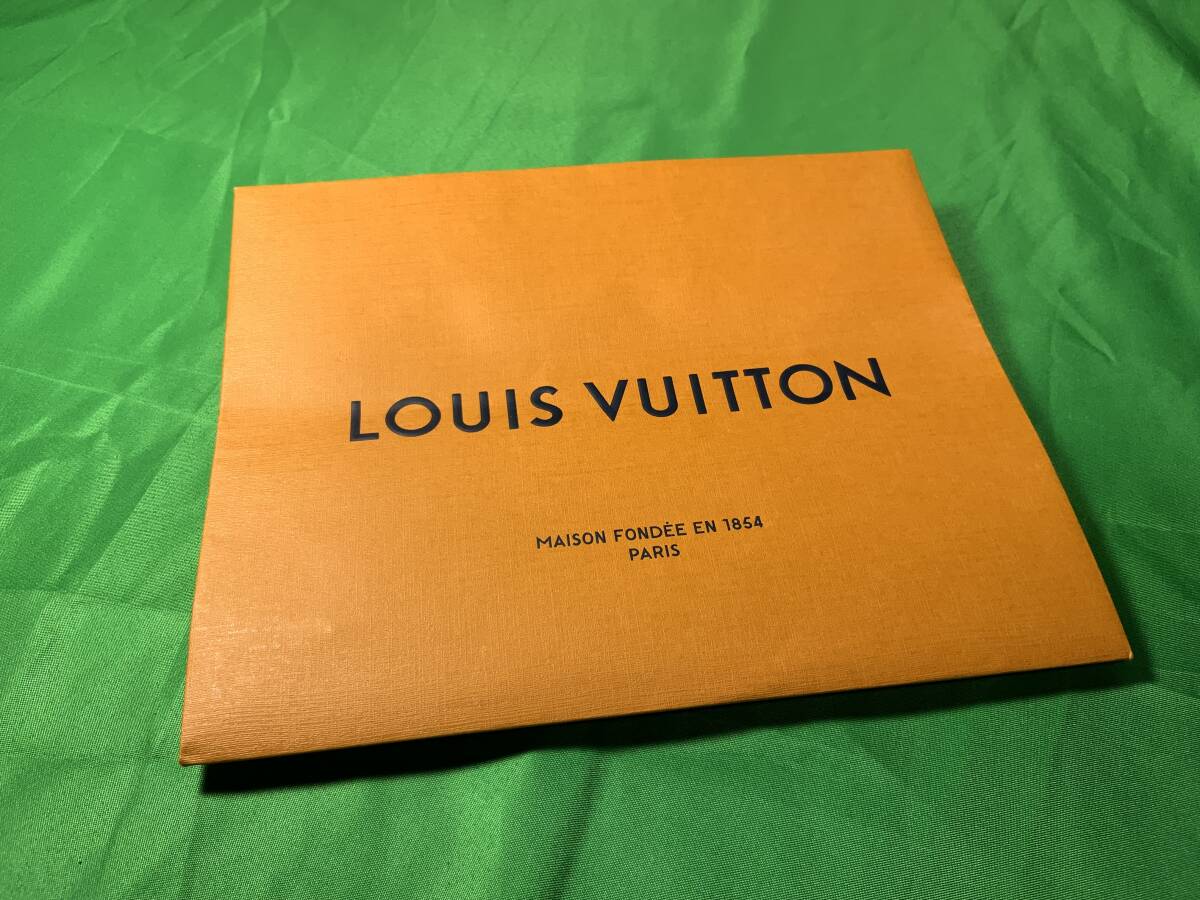 LOUIS VUITTON
MAISON FONDÉE EN 1854
PARIS